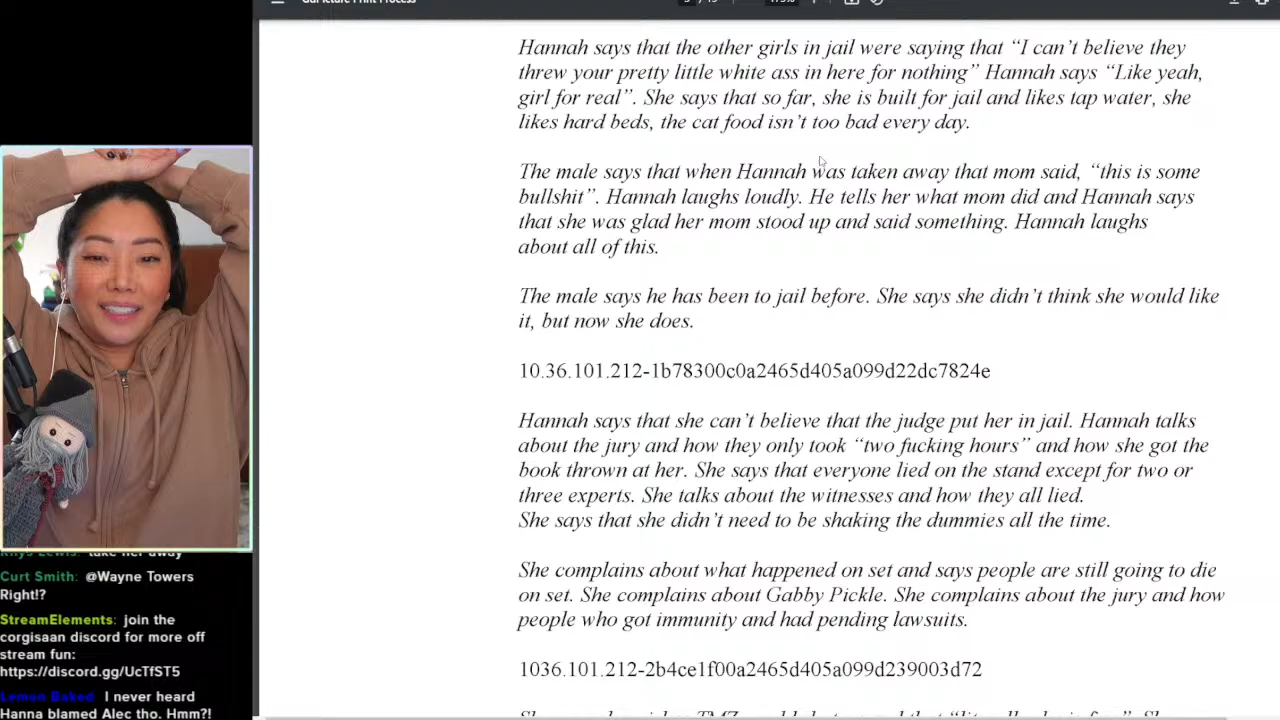 Hannah says that the other girls in jail were saying that “I can’t believe they
threw your pretty little white ass in here for nothing” Hannah says “Like yeah,
girl for real”. She says that so far, she is built for jail and likes tap water, she
likes hard beds, the cat food isn’t too bad every day.
The male says that when Hannah was taken away that mom said, “this is some
bullshit”. Hannah laughs loudly. He tells her what mom did and Hannah says
that she was glad her mom stood up and said something. Hannah laughs
about all of this.
The male says he has been to jail before. She says she didn’t think she would like
it, but now she does.
10.36.101.212-1b78300c0a2465d405a099d22dc7824e
Hannah says that she can’t believe that the judge put her in jail. Hannah talks
about the jury and how they only took “two fucking hours” and how she got the
book thrown at her. She says that everyone lied on the stand except for two or
three experts. She talks about the witnesses and how they all lied.
She says that she didn’t need to be shaking the dummies all the time.
She complains about what happened on set and says people are still going to die
on set. She complains about Gabby Pickle. She complains about the jury and how
people who got immunity and had pending lawsuits.
1036.101.212-2b4ce1f00a2465d405a099d239003d72
take her away
Curt Smith: @Wayne Towers
Right!?
StreamElements: join the
corgisaan discord for more off
stream fun:
https://discord.gg/UcTfST5
Lemon Baked I never heard
Hanna blamed Alec tho. Hmm?!